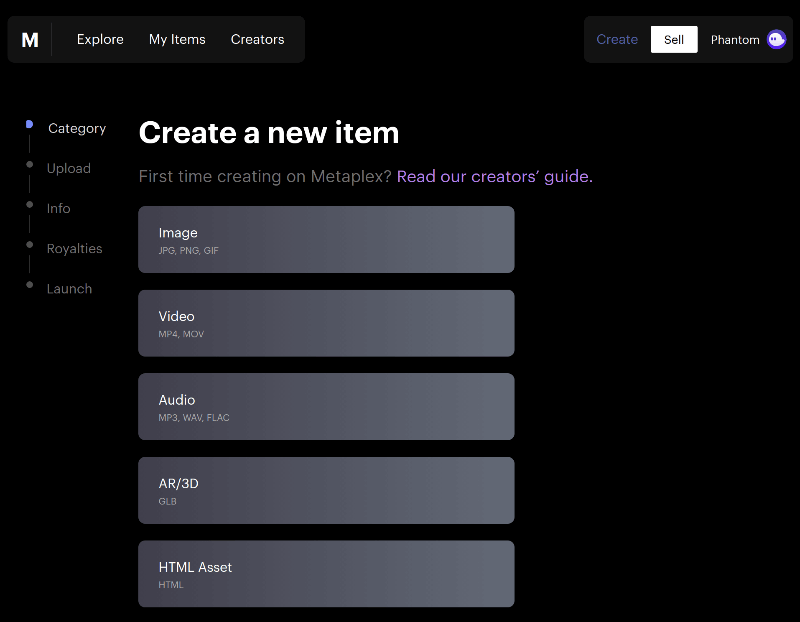 M Explore My Items Creators Create Sell Phantom
Category
Upload
Info
Royalties
Launch
Create a new item
First time creating on Metaplex? Read our creators’ guide.
Image
JPG, PNG, GIF
Video
MP4, MOV
Audio
MP3, WAV, FLAC
AR/3D
GLB
HTML Asset
HTML